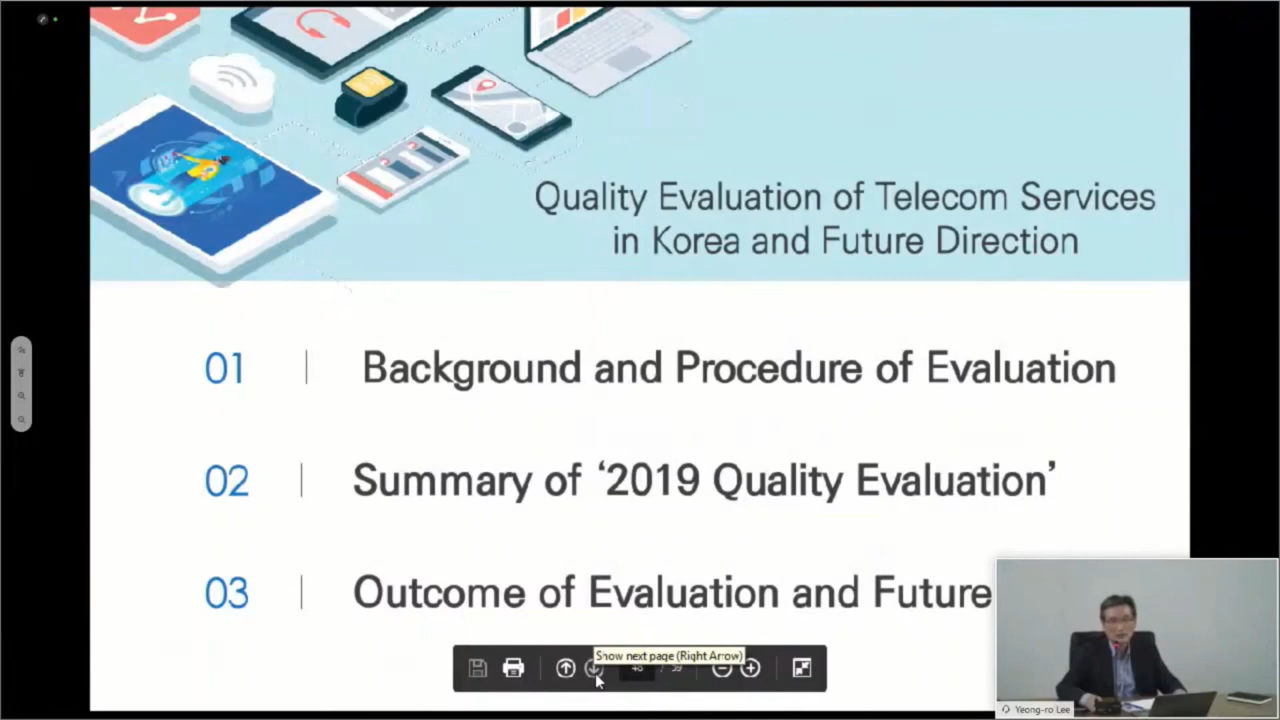 Quality Evaluation of Telecom Services
in Korea and Future Direction
01
Background and Procedure of Evaluation
02
Summary of ‘2019 Quality Evaluation’
03
Outcome of Evaluation and Future
Show next page (Right Arrow)
Yeong-ro Lee